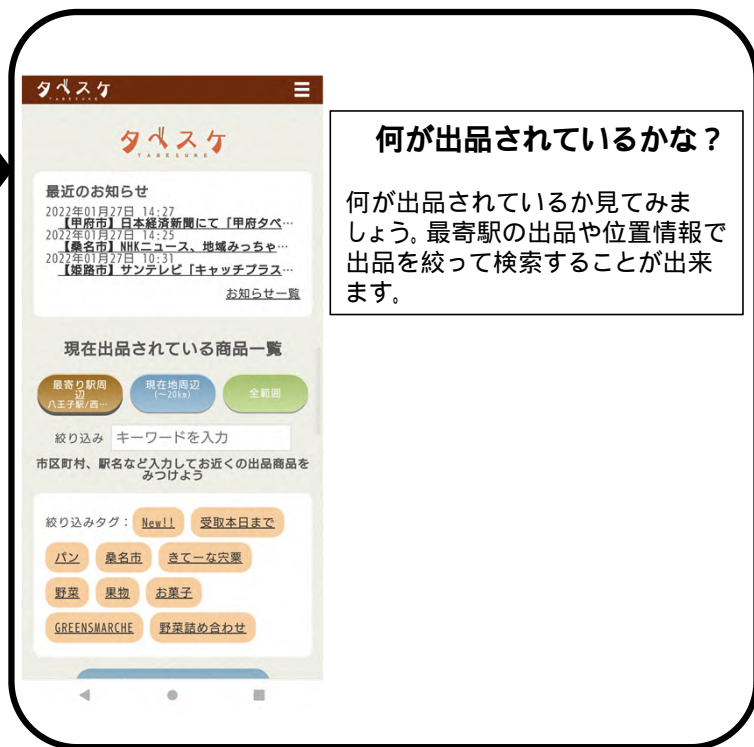 タベスケ
TABESUKE
タベスケ
TABESUKE
最近のお知らせ
2022年01月27日 14:27
【甲府市】日本経済新聞にて「甲府タベ…
2022年01月27日 14:25
【桑名市】NHKニュース、地域みっちゃ…
2022年01月27日 10:31
【姫路市】サンテレビ「キャッチプラス…
お知らせ一覧
現在出品されている商品一覧
最寄り駅周
辺
八王子駅/西…
現在地周辺
(〜20km)
全範囲
絞り込み キーワードを入力
市区町村、駅名など入力してお近くの出品商品を
みつけよう
絞り込みタグ： New!! 受取本日まで
パン 桑名市 きてーな宍粟
野菜 果物 お菓子
GREENSMARCHE 野菜詰め合わせ
何が出品されているかな？
何が出品されているか見てみま
しょう。最寄駅の出品や位置情報で
出品を絞って検索することが出来
ます。